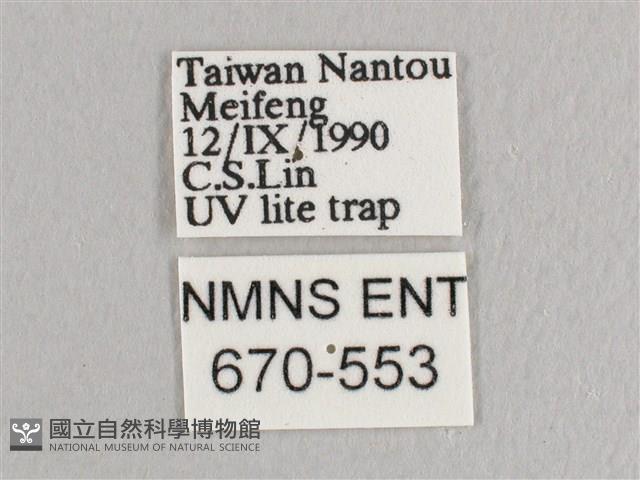 Taiwan Nantou
Meifeng
12/IX/1990
C.S.Lin
UV lite trap
NMNS ENT
670-553
國立自然科學博物館
NATIONAL MUSEUM OF NATURAL SCIENCE